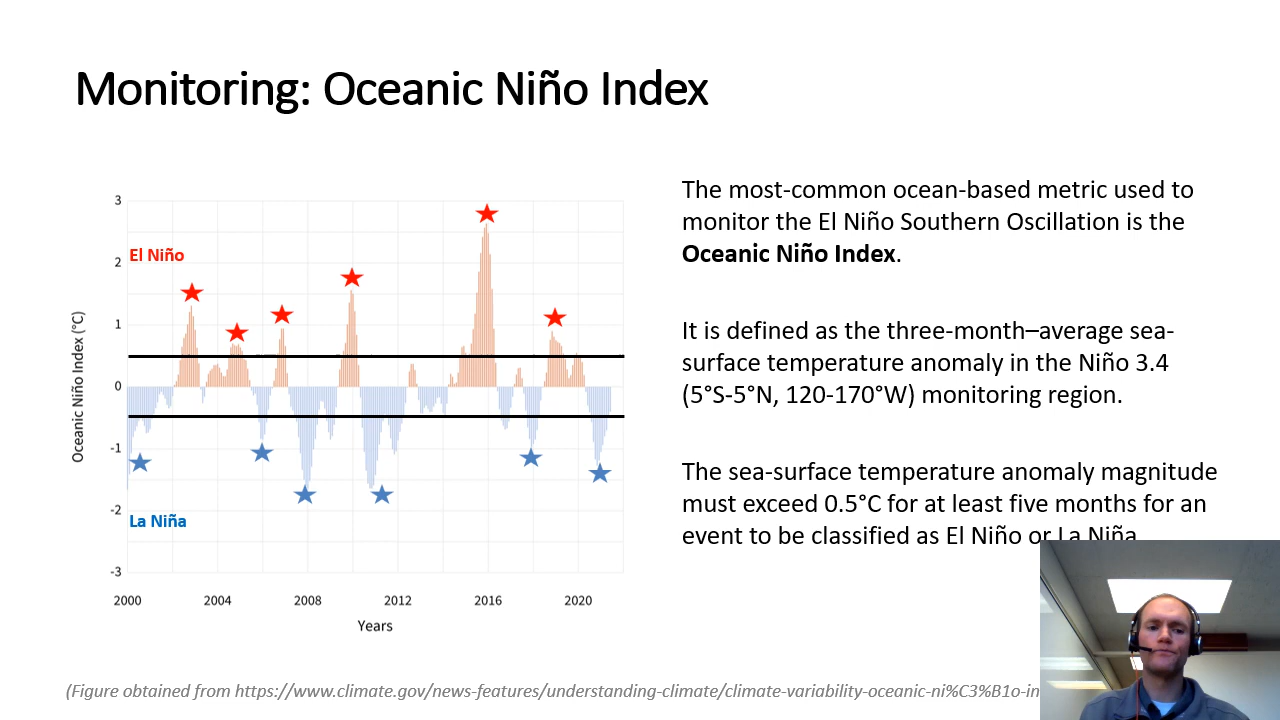 Monitoring: Oceanic Niño Index
The most-common ocean-based metric used to
monitor the El Niño Southern Oscillation is the
Oceanic Niño Index.
It is defined as the three-month–average sea-
surface temperature anomaly in the Niño 3.4
(5°S-5°N, 120-170°W) monitoring region.
The sea-surface temperature anomaly magnitude
must exceed 0.5°C for at least five months for an
event to be classified as El Niño or La Niña
Oceanic Niño Index (°C)
3
2
1
0
-1
-2
-3
El Niño
La Niña
2000 2004 2008 2012 2016 2020
Years
(Figure obtained from https://www.climate.gov/news-features/understanding-climate/climate-variability-oceanic-ni%C3%B1o-in